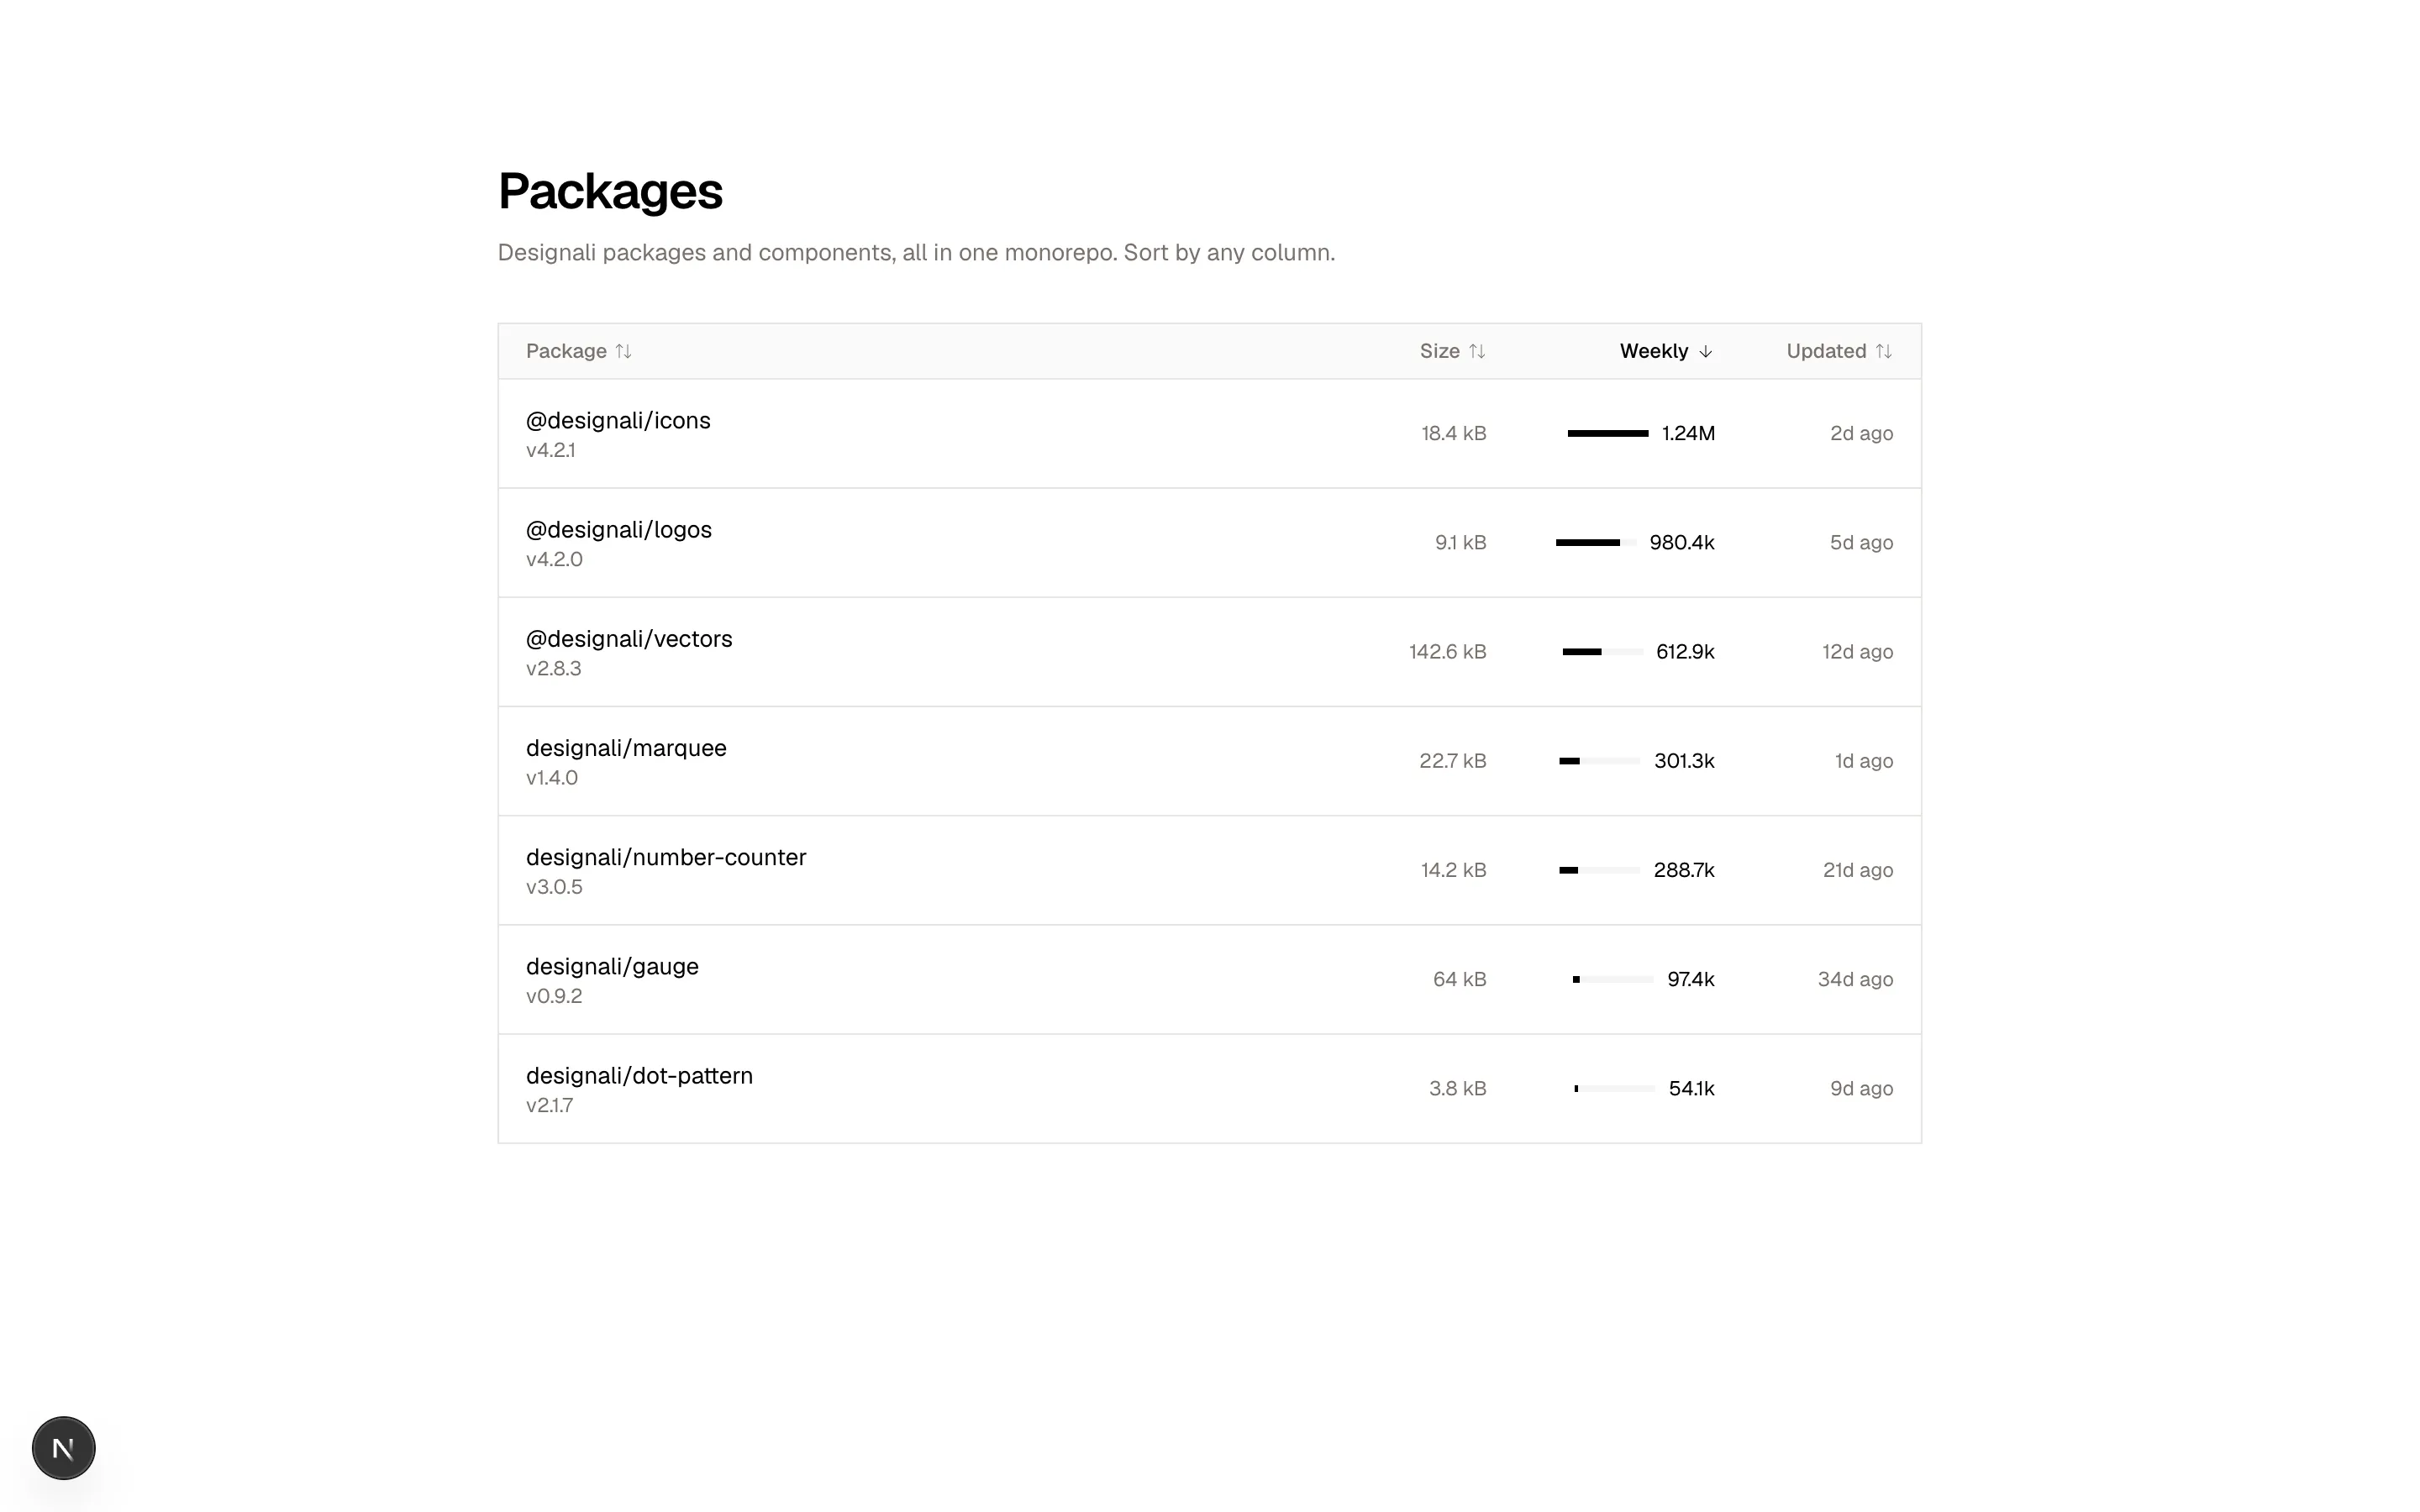 Packages
Designali packages and components, all in one monorepo. Sort by any column.
Package Size Weekly Updated
@designali/icons
v4.2.1
18.4 kB 1.24M 2d ago
@designali/logos
v4.2.0
9.1 kB 980.4k 5d ago
@designali/vectors
v2.8.3
142.6 kB 612.9k 12d ago
designali/marquee
v1.4.0
22.7 kB 301.3k 1d ago
designali/number-counter
v3.0.5
14.2 kB 288.7k 21d ago
designali/gauge
v0.9.2
64 kB 97.4k 34d ago
designali/dot-pattern
v2.1.7
3.8 kB 54.1k 9d ago
N